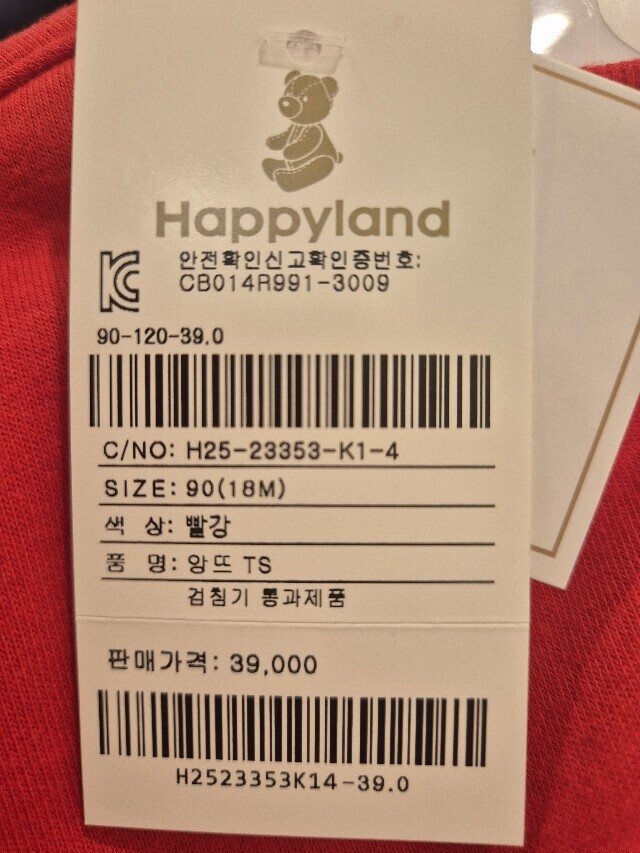 Happyland
안전확인신고확인증번호:
CB014R991-3009
90-120-39.0
C/NO: H25-23353-K1-4
SIZE: 90(18M)
색 상: 빨강
품 명: 앙뜨 TS
검침기 통과제품
판매가격: 39,000
H2523353K14-39.0